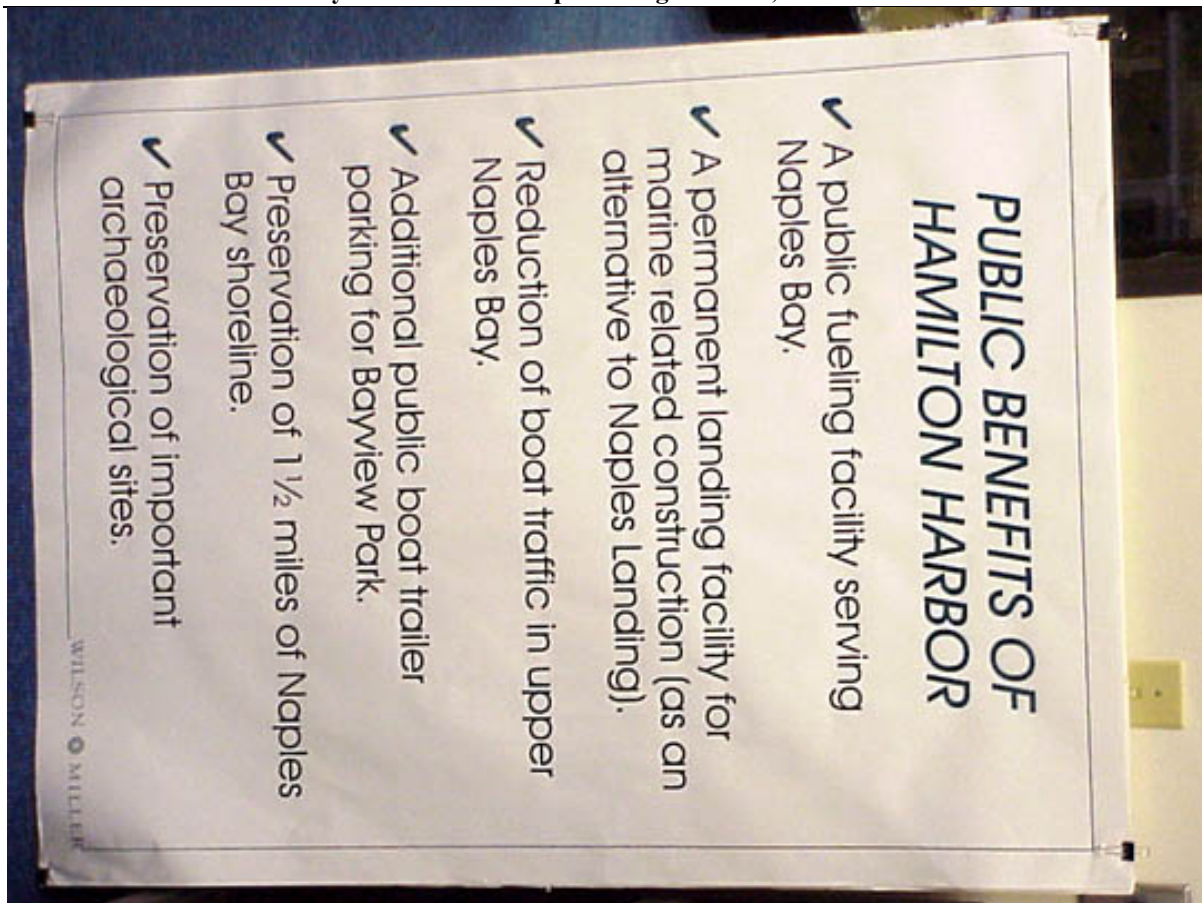 PUBLIC BENEFITS OF
HAMILTON HARBOR
✔ A public fueling facility serving
Naples Bay.
✔ A permanent landing facility for
marine related construction (as an
alternative to Naples Landing).
✔ Reduction of boat traffic in upper
Naples Bay.
✔ Additional public boat trailer
parking for Bayview Park.
✔ Preservation of 1½ miles of Naples
Bay shoreline.
✔ Preservation of important
archaeological sites.
WILSON MILLER